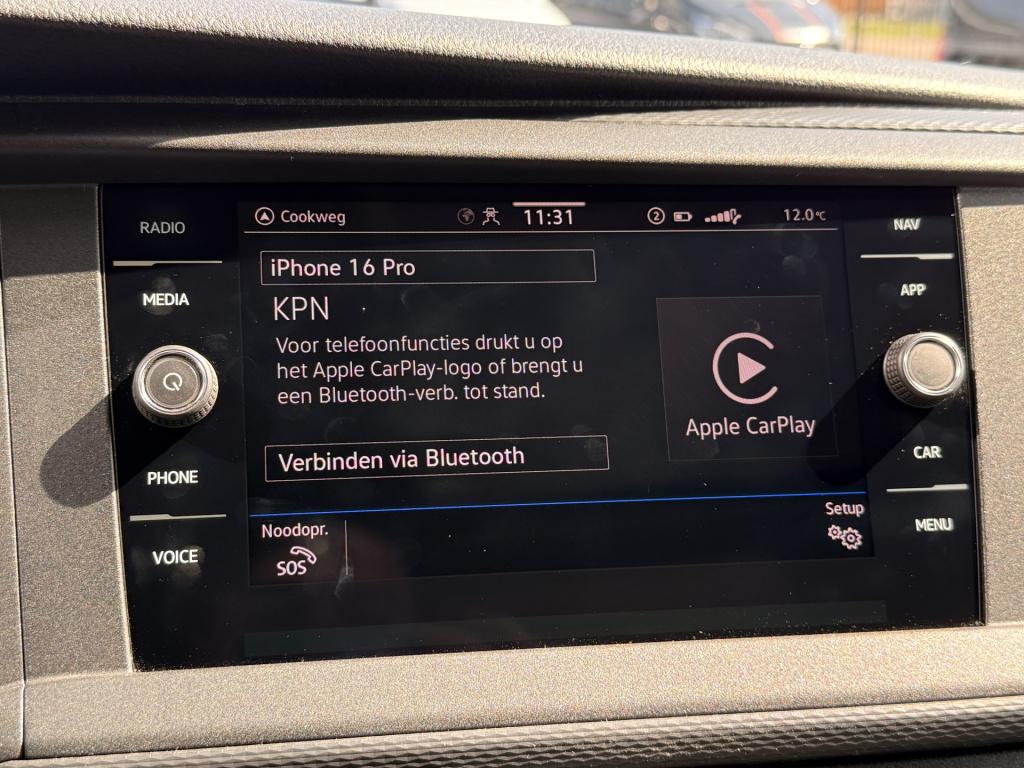 RADIO
MEDIA
PHONE
VOICE
Cookweg
11:31
2
12.0°C
iPhone 16 Pro
KPN
Voor telefoonfuncties drukt u op
het Apple CarPlay-logo of brengt u
een Bluetooth-verb. tot stand.
Verbinden via Bluetooth
Apple CarPlay
Noodopr.
SOS
Setup
NAV
APP
CAR
MENU